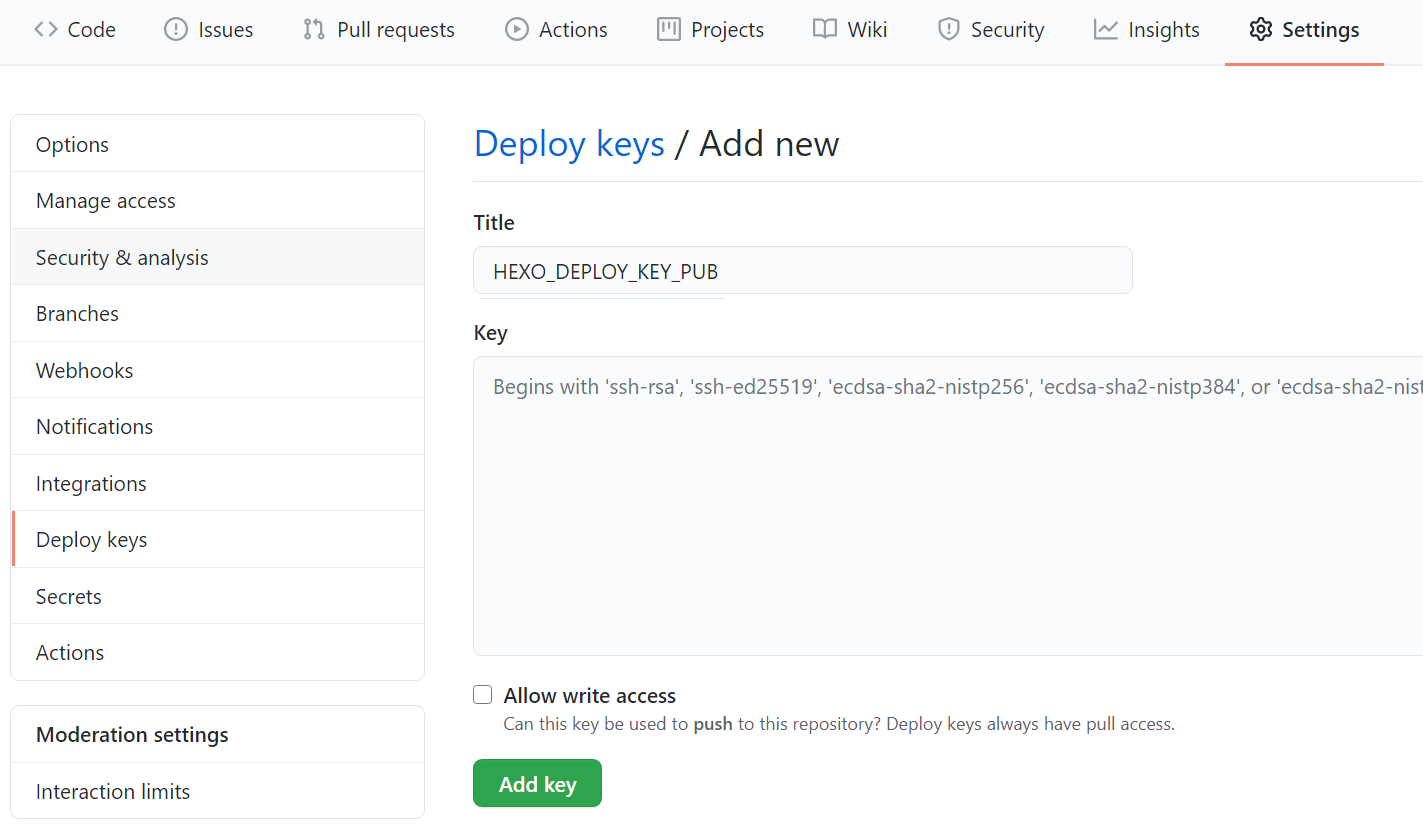 Code Issues Pull requests Actions Projects Wiki Security Insights Settings
Options
Manage access
Security & analysis
Branches
Webhooks
Notifications
Integrations
Deploy keys
Secrets
Actions
Moderation settings
Interaction limits
Deploy keys / Add new
Title
HEXO_DEPLOY_KEY_PUB
Key
Begins with 'ssh-rsa', 'ssh-ed25519', 'ecdsa-sha2-nistp256', 'ecdsa-sha2-nistp384', or 'ecdsa-sha2-nist
Allow write access
Can this key be used to push to this repository? Deploy keys always have pull access.
Add key